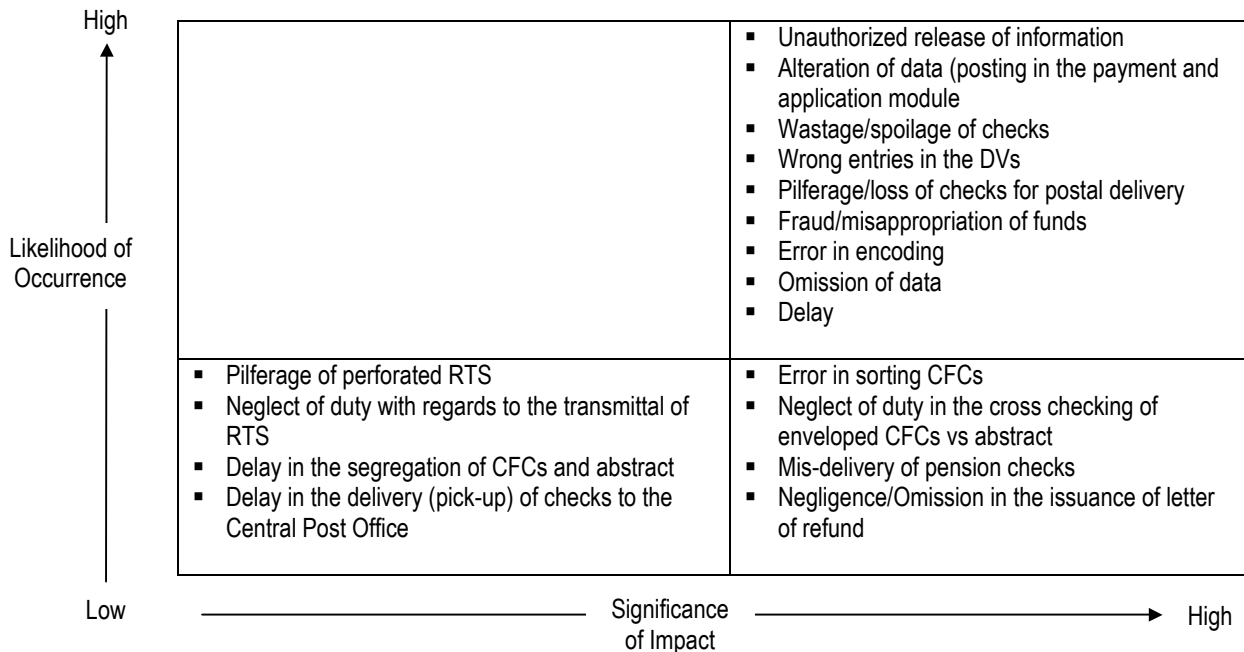 High
▪ Unauthorized release of information
▪ Alteration of data (posting in the payment and
application module
▪ Wastage/spoilage of checks
▪ Wrong entries in the DVs
▪ Pilferage/loss of checks for postal delivery
▪ Fraud/misappropriation of funds
▪ Error in encoding
▪ Omission of data
▪ Delay
Likelihood of
Occurrence
▪ Pilferage of perforated RTS
▪ Neglect of duty with regards to the transmittal of
RTS
▪ Delay in the segregation of CFCs and abstract
▪ Delay in the delivery (pick-up) of checks to the
Central Post Office
▪ Error in sorting CFCs
▪ Neglect of duty in the cross checking of
enveloped CFCs vs abstract
▪ Mis-delivery of pension checks
▪ Negligence/Omission in the issuance of letter
of refund
Low
Significance
of Impact
High